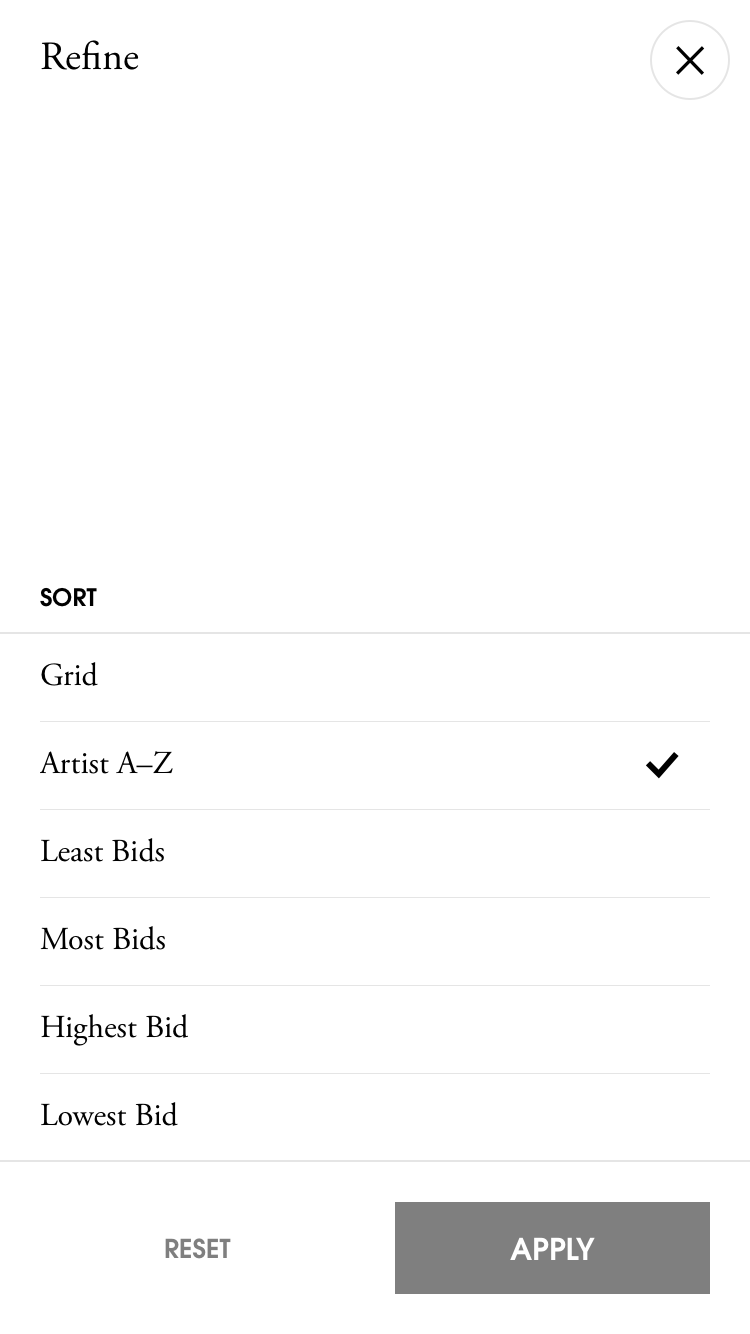 Refine
SORT
Grid
Artist A–Z
Least Bids
Most Bids
Highest Bid
Lowest Bid
RESET
APPLY